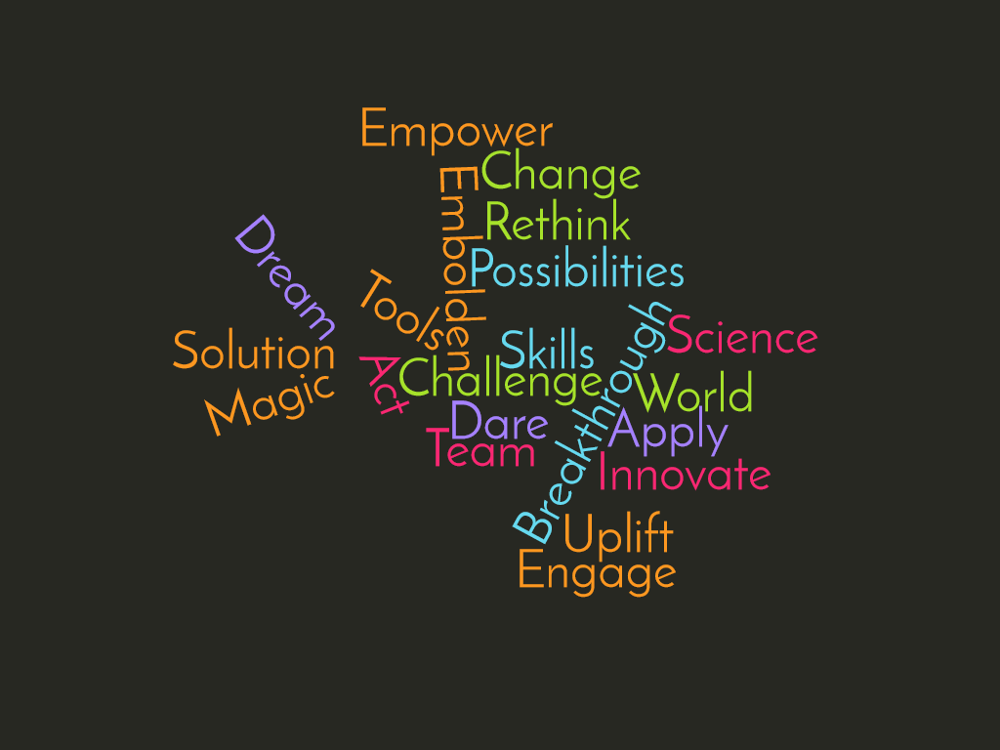 Empower
Embolden
Change
Rethink
Possibilities
Dream
Tools
Solution
Magic
Act
Skills
Challenge
Breakthrough
Science
World
Dare
Team
Apply
Innovate
Uplift
Engage